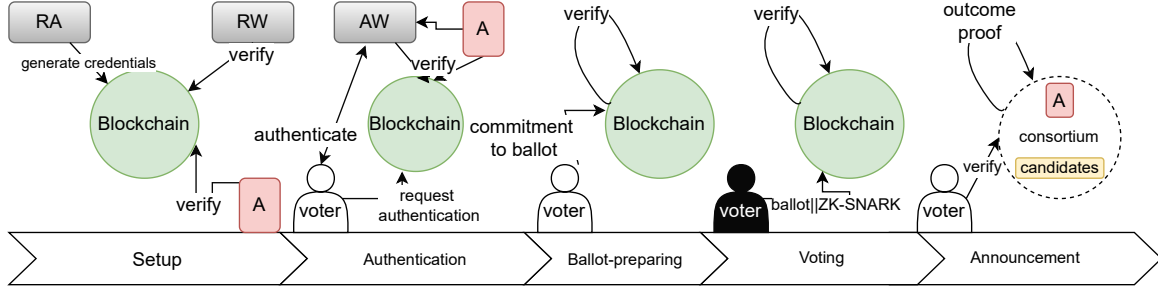 RA
RW
generate credentials
verify
Blockchain
verify
A
Setup
AW
A
verify
Blockchain
authenticate
voter
request
authentication
Authentication
verify
Blockchain
commitment
to ballot
voter
Ballot-preparing
verify
Blockchain
voter
ballot||ZK-SNARK
Voting
outcome
proof
A
consortium
candidates
verify
voter
Announcement